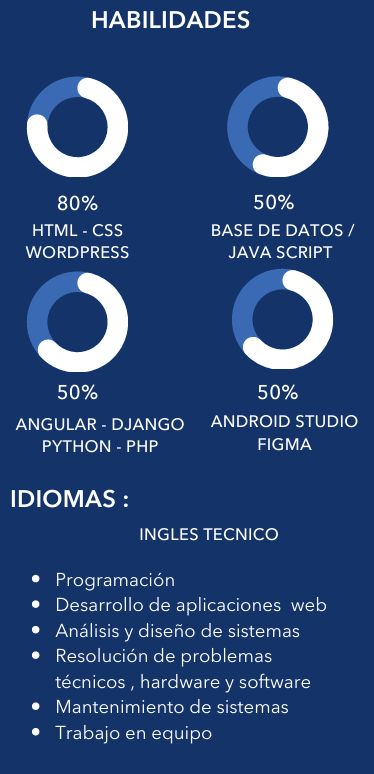 HABILIDADES
80%
HTML - CSS
WORDPRESS
50%
BASE DE DATOS /
JAVA SCRIPT
50%
ANGULAR - DJANGO
PYTHON - PHP
50%
ANDROID STUDIO
FIGMA
IDIOMAS :
INGLES TECNICO
Programación
Desarrollo de aplicaciones  web
Análisis y diseño de sistemas
Resolución de problemas
técnicos , hardware y software
Mantenimiento de sistemas
Trabajo en equipo